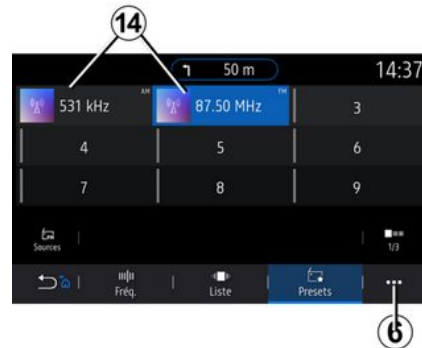 14
50 m
14:37
531 kHz
AM
87.50 MHz
FM
3
4
5
6
7
8
9
Sources
1/3
Fréq.
Liste
Presets
6